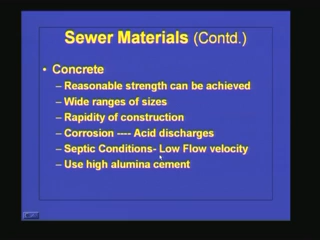 Sewer Materials (Contd.)
• Concrete
– Reasonable strength can be achieved
– Wide ranges of sizes
– Rapidity of construction
– Corrosion ---- Acid discharges
– Septic Conditions- Low Flow velocity
– Use high alumina cement